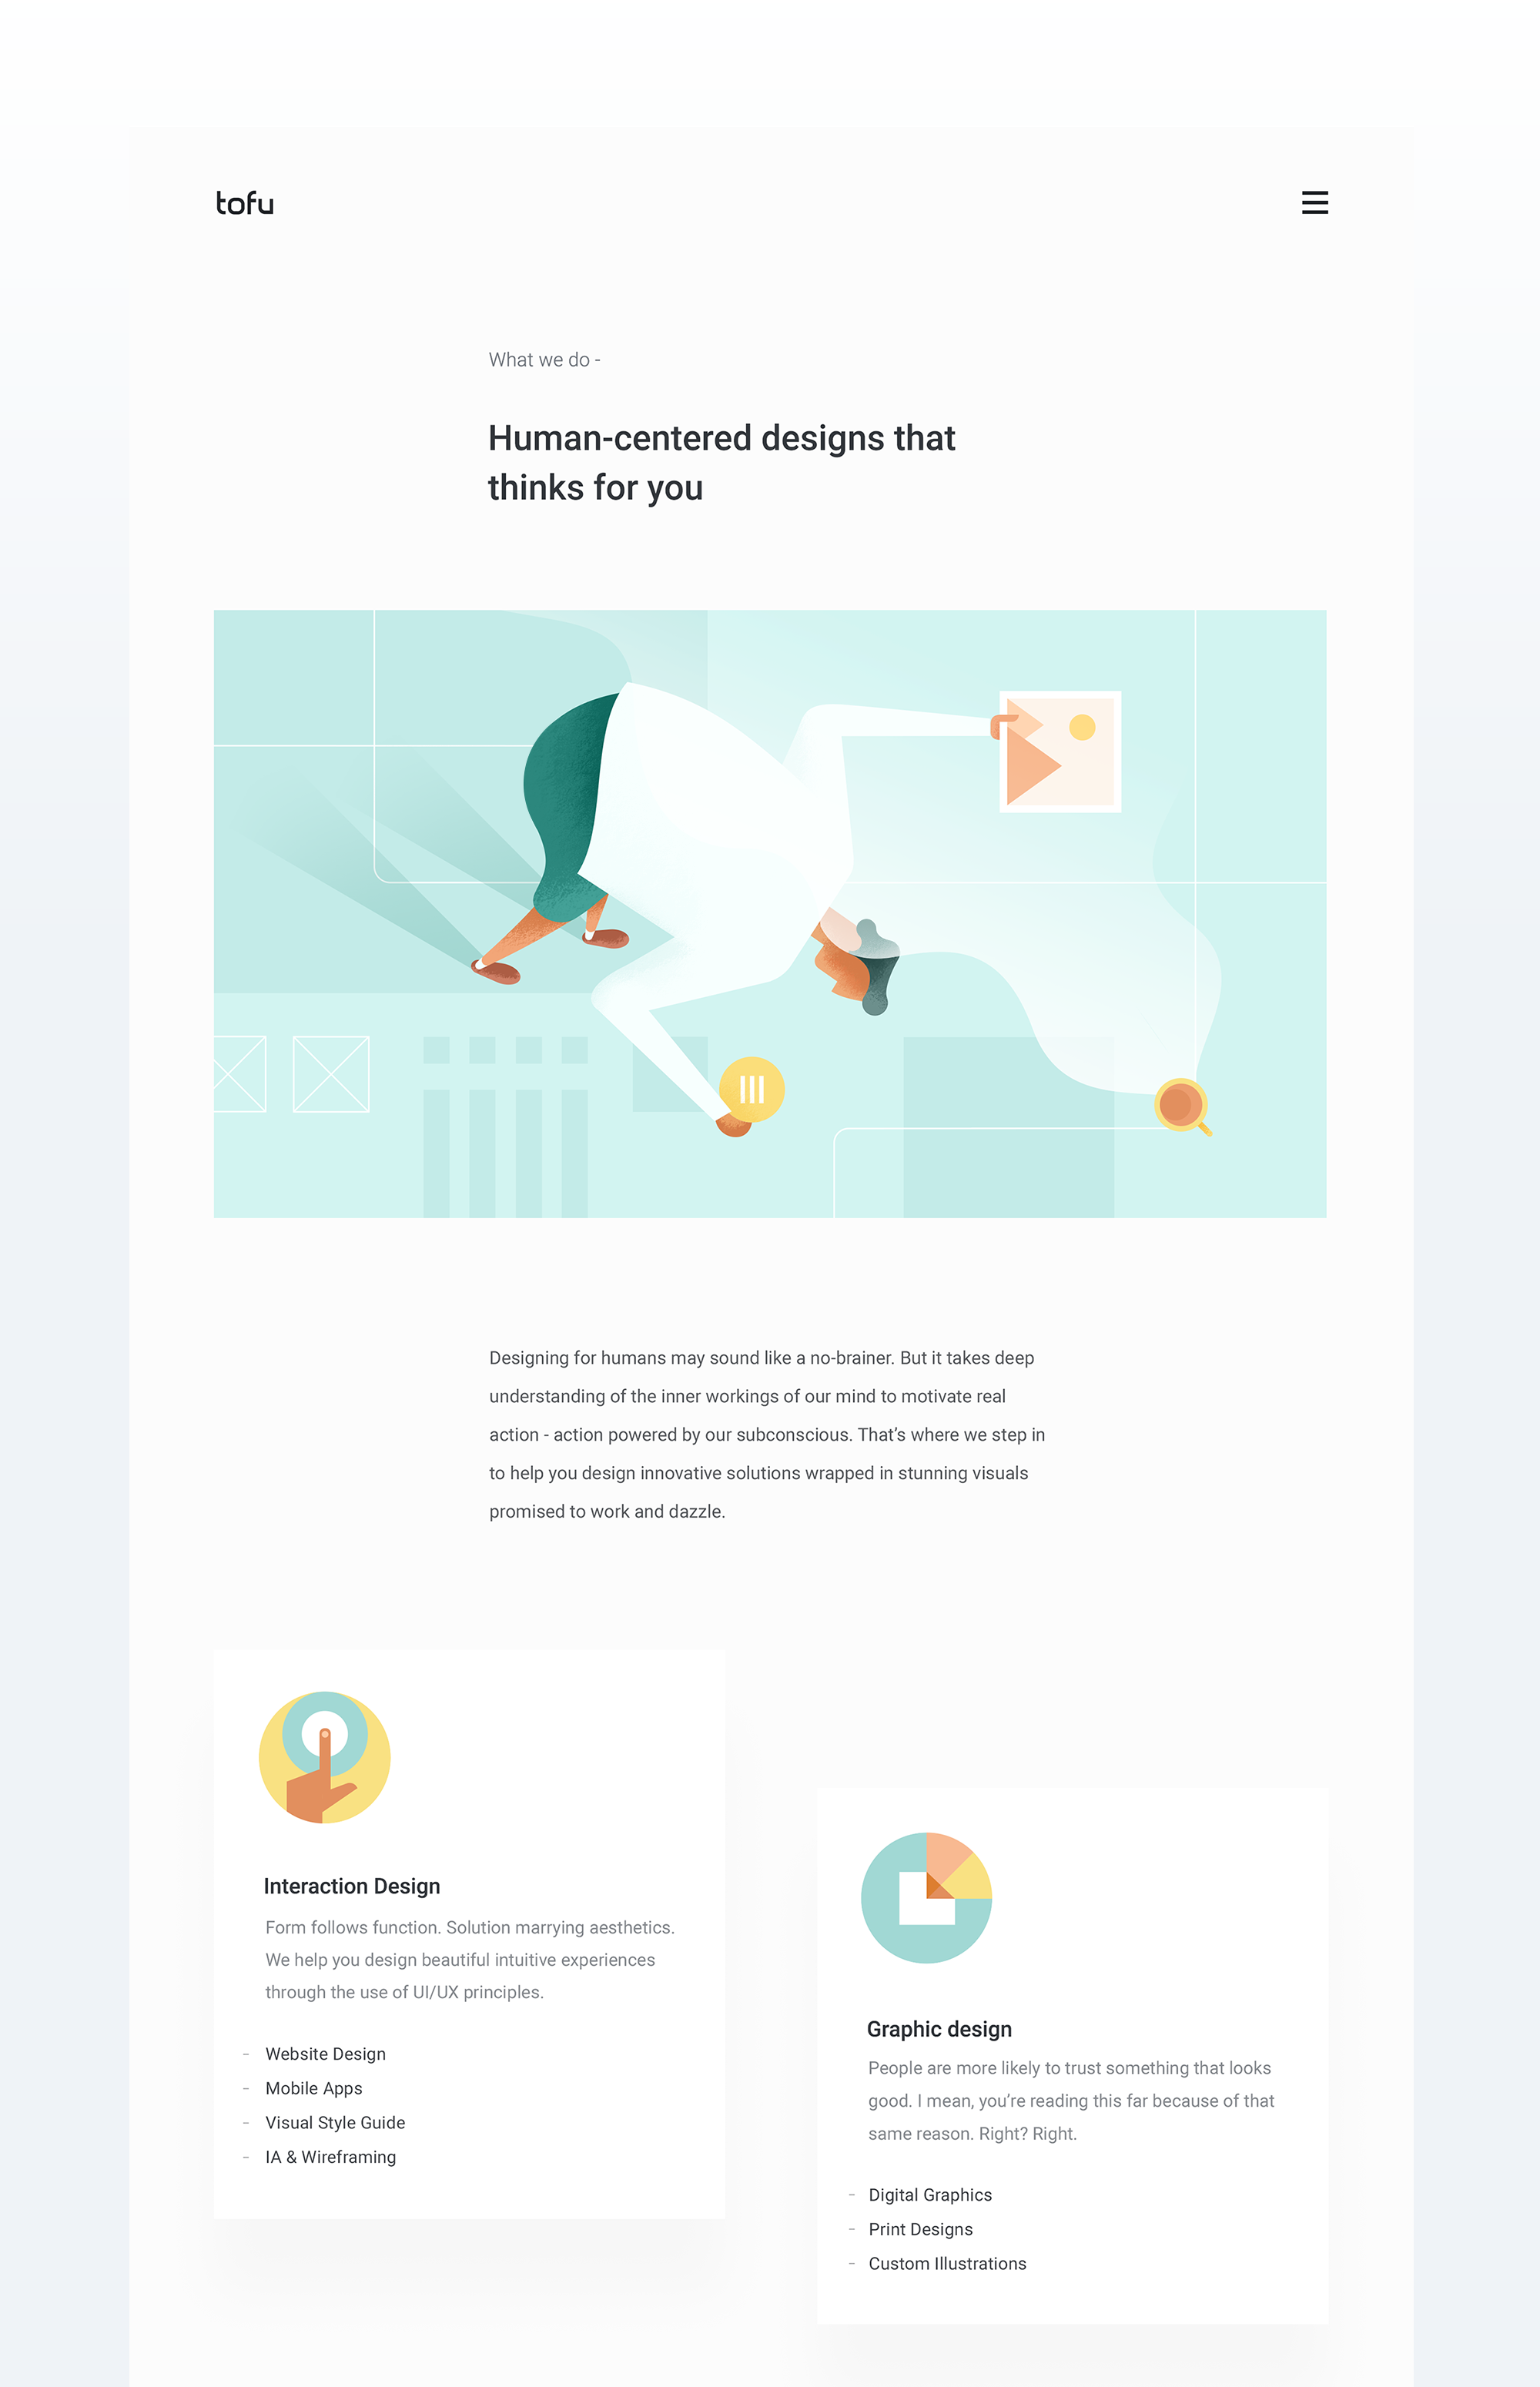 tofu
What we do -
Human-centered designs that
thinks for you
Designing for humans may sound like a no-brainer. But it takes deep
understanding of the inner workings of our mind to motivate real
action - action powered by our subconscious. That’s where we step in
to help you design innovative solutions wrapped in stunning visuals
promised to work and dazzle.
Interaction Design
Form follows function. Solution marrying aesthetics.
We help you design beautiful intuitive experiences
through the use of UI/UX principles.
- Website Design
- Mobile Apps
- Visual Style Guide
- IA & Wireframing
Graphic design
People are more likely to trust something that looks
good. I mean, you’re reading this far because of that
same reason. Right? Right.
- Digital Graphics
- Print Designs
- Custom Illustrations